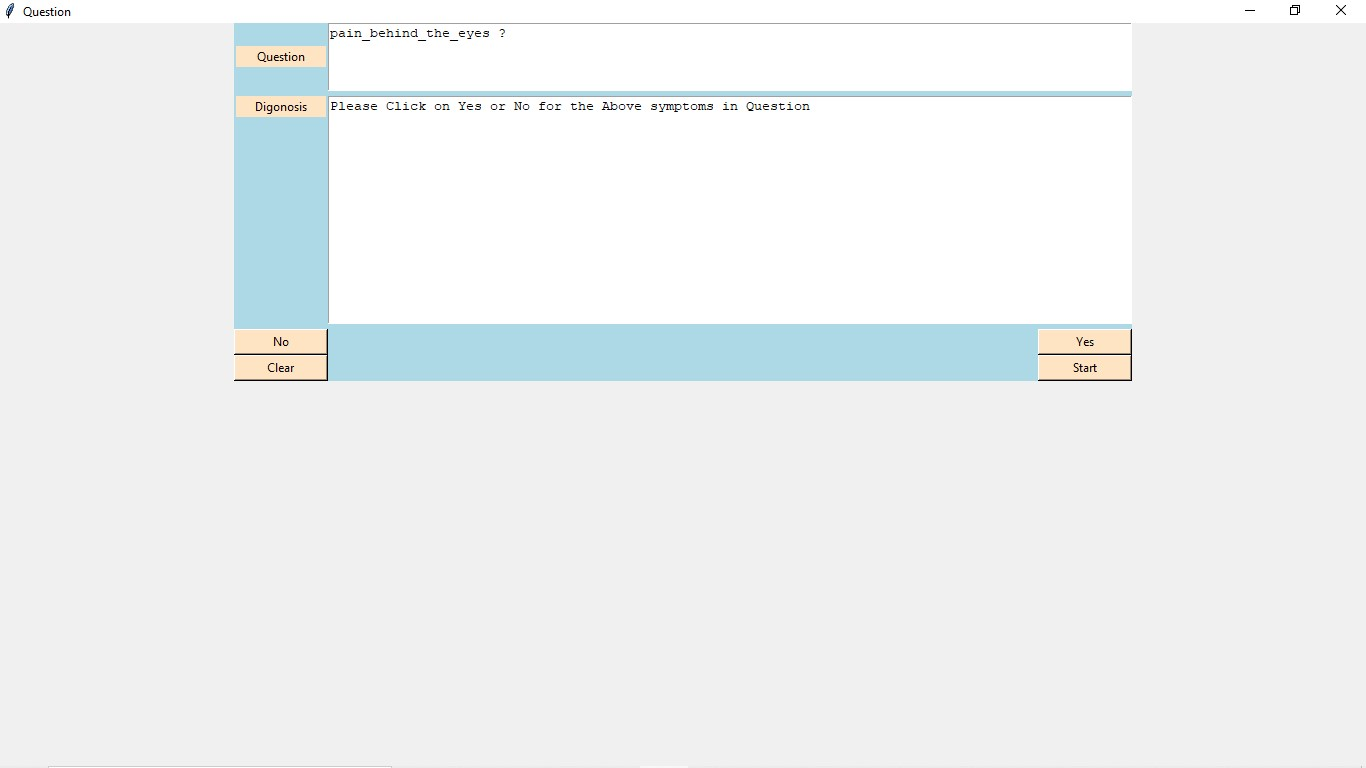 Question
pain_behind_the_eyes ?
Question
Digonosis
Please Click on Yes or No for the Above symptoms in Question
No
Yes
Clear
Start